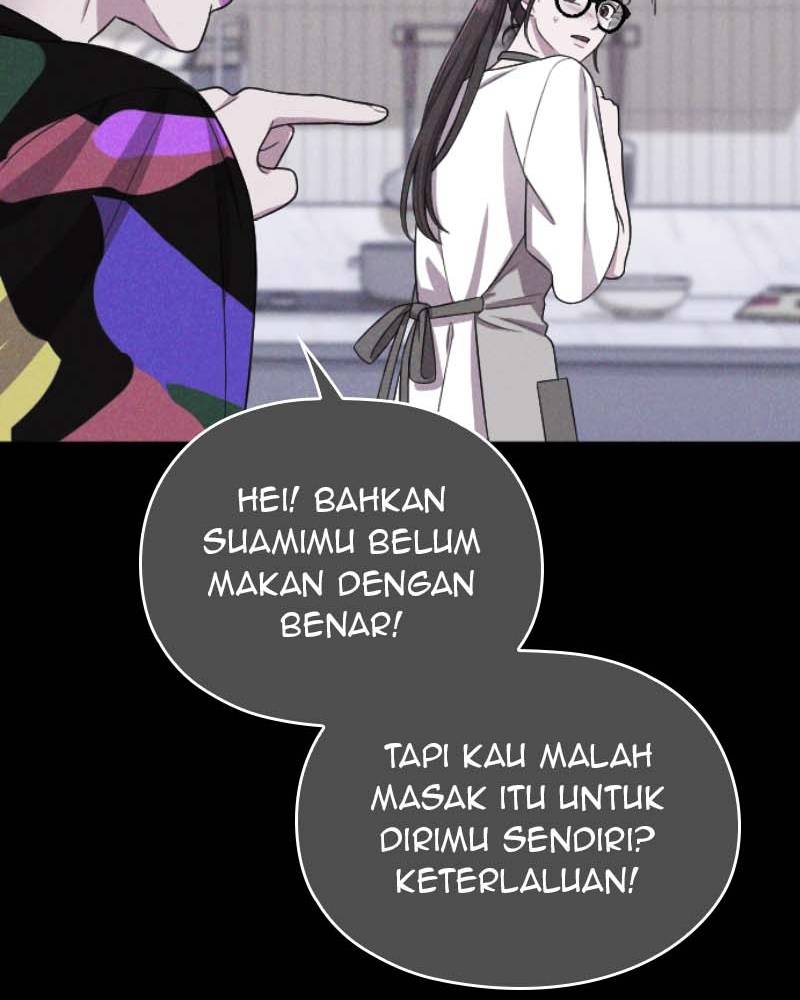 HEI! BAHKAN
SUAMIMU BELUM
MAKAN DENGAN
BENAR!
TAPI KAU MALAH
MASAK ITU UNTUK
DIRIMU SENDIRI?
KETERLALUAN!